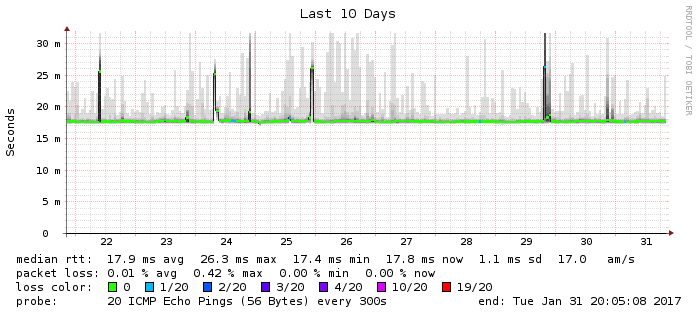 Last 10 Days
RRDTOOL / TOBI OETIKER
Seconds
30 m
25 m
20 m
15 m
10 m
5 m
0
22 23 24 25 26 27 28 29 30 31
median rtt: 17.9 ms avg 26.3 ms max 17.4 ms min 17.8 ms now 1.1 ms sd 17.0 am/s
packet loss: 0.01 % avg 0.42 % max 0.00 % min 0.00 % now
loss color: 0 1/20 2/20 3/20 4/20 10/20 19/20
probe: 20 ICMP Echo Pings (56 Bytes) every 300s end: Tue Jan 31 20:05:08 2017